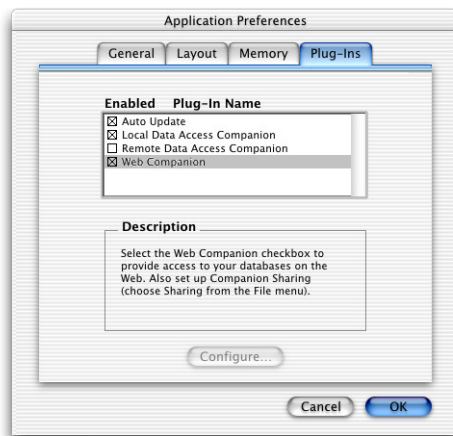 Application Preferences
General Layout Memory Plug-Ins
Enabled Plug-In Name
Auto Update
Local Data Access Companion
Remote Data Access Companion
Web Companion
Description
Select the Web Companion checkbox to
provide access to your databases on the
Web. Also set up Companion Sharing
(choose Sharing from the File menu).
Configure...
Cancel OK